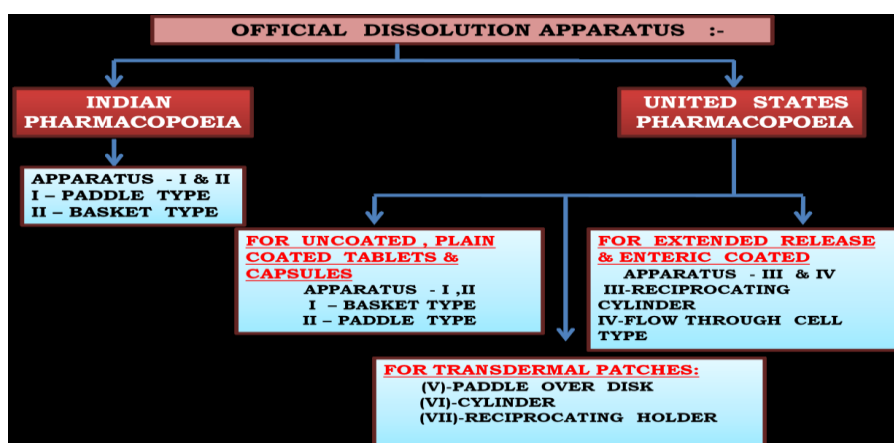 OFFICIAL DISSOLUTION APPARATUS :-
INDIAN
PHARMACOPOEIA
UNITED STATES
PHARMACOPOEIA
APPARATUS - I & II
I – PADDLE TYPE
II – BASKET TYPE
FOR UNCOATED , PLAIN
COATED TABLETS &
CAPSULES
APPARATUS - I ,II
I – BASKET TYPE
II – PADDLE TYPE
FOR EXTENDED RELEASE
& ENTERIC COATED
APPARATUS - III & IV
III-RECIPROCATING
CYLINDER
IV-FLOW THROUGH CELL
TYPE
FOR TRANSDERMAL PATCHES:
(V)-PADDLE OVER DISK
(VI)-CYLINDER
(VII)-RECIPROCATING HOLDER